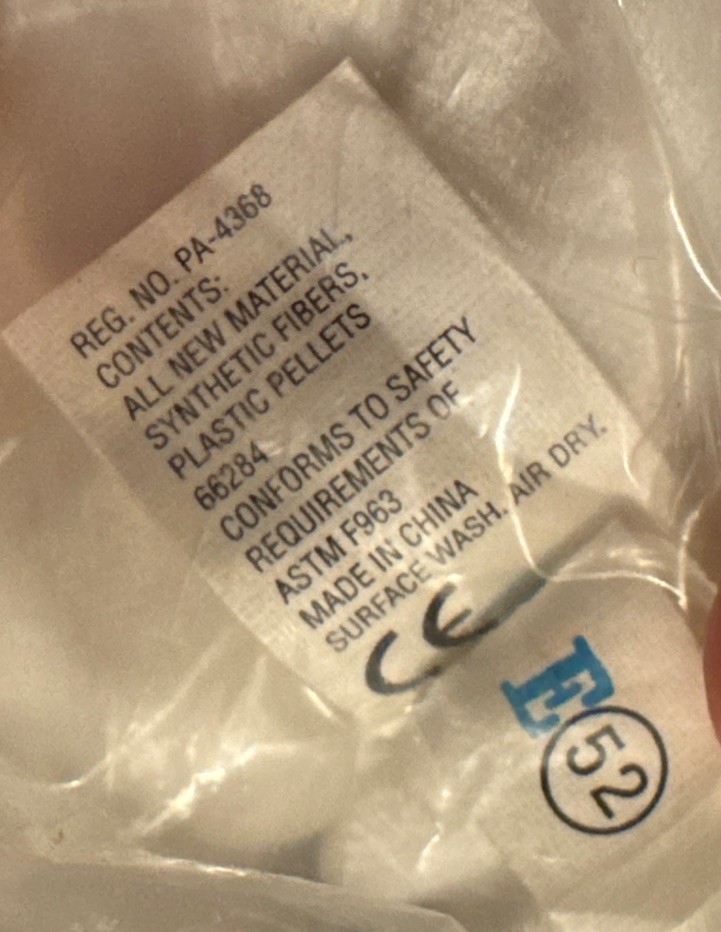 REG. NO. PA-4368
CONTENTS:
ALL NEW MATERIAL,
SYNTHETIC FIBERS,
PLASTIC PELLETS
66284
CONFORMS TO SAFETY
REQUIREMENTS OF
ASTM F963
MADE IN CHINA
SURFACE WASH. AIR DRY.
CE
E
52